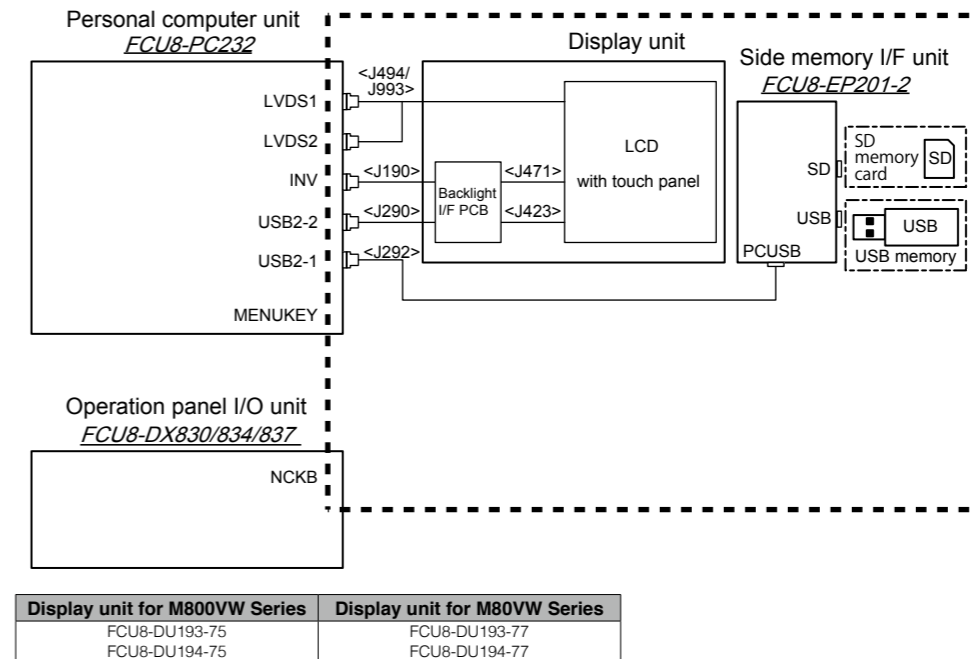 Personal computer unit
FCU8-PC232
Display unit
Side memory I/F unit
FCU8-EP201-2
<J494/
J993>
LVDS1
LVDS2
INV
USB2-2
USB2-1
MENUKEY
<J190>
<J290>
<J292>
Backlight
I/F PCB
<J471>
<J423>
LCD
with touch panel
SD
USB
PCUSB
SD
memory
card
SD
USB
USB memory
Operation panel I/O unit
FCU8-DX830/834/837
NCKB
Display unit for M800VW Series Display unit for M80VW Series
FCU8-DU193-75 FCU8-DU193-77
FCU8-DU194-75 FCU8-DU194-77